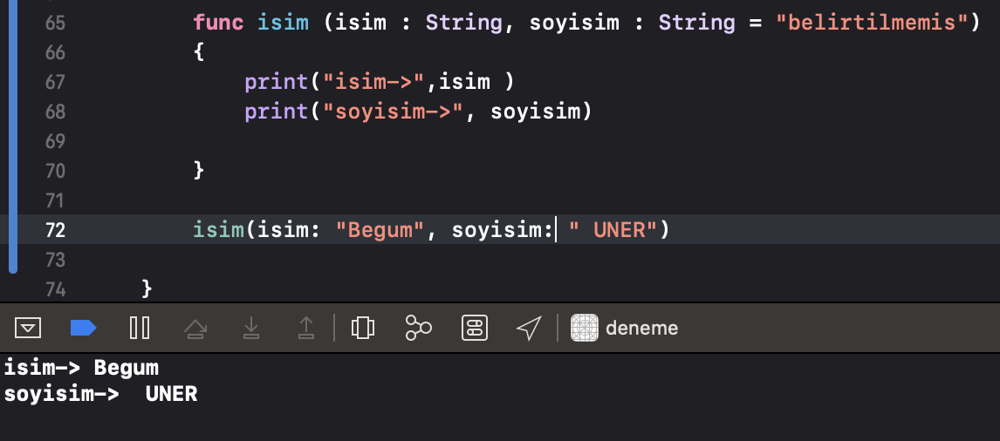 65 func isim (isim : String, soyisim : String = "belirtilmemis")
66 {
67 print("isim->",isim )
68 print("soyisim->", soyisim)
69
70 }
71
72 isim(isim: "Begum", soyisim: " UNER")
73
74 }
deneme
isim-> Begum
soyisim->  UNER